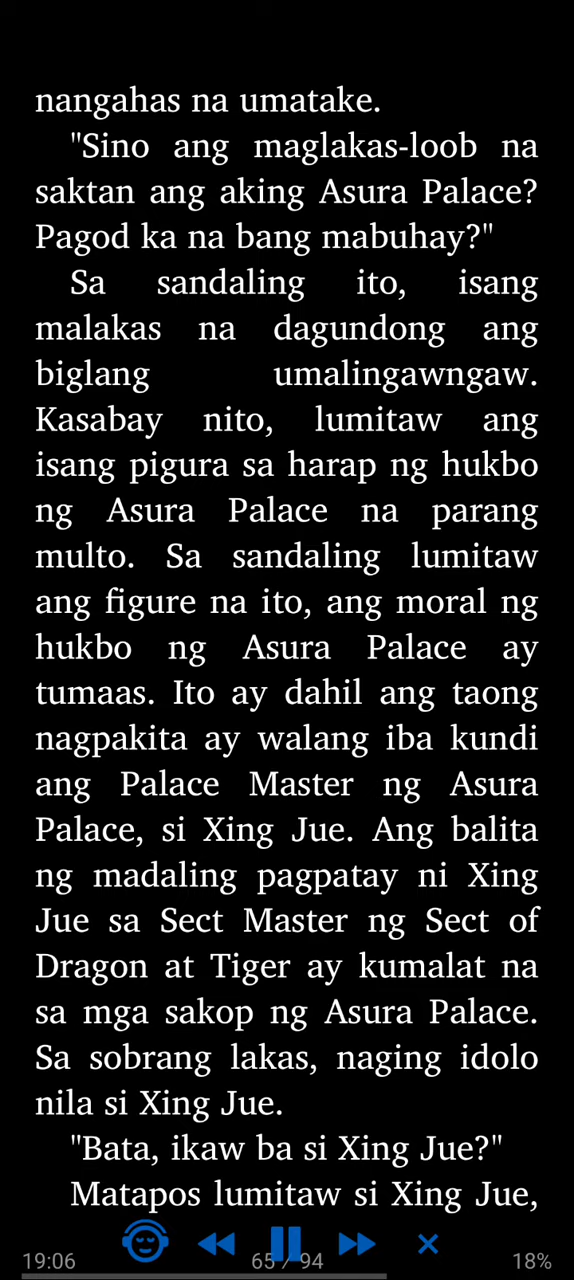 nangahas na umatake.
"Sino ang maglakas-loob na
saktan ang aking Asura Palace?
Pagod ka na bang mabuhay?"
Sa sandaling ito, isang
malakas na dagundong ang
biglang umalingawngaw.
Kasabay nito, lumitaw ang
isang pigura sa harap ng hukbo
ng Asura Palace na parang
multo. Sa sandaling lumitaw
ang figure na ito, ang moral ng
hukbo ng Asura Palace ay
tumaas. Ito ay dahil ang taong
nagpakita ay walang iba kundi
ang Palace Master ng Asura
Palace, si Xing Jue. Ang balita
ng madaling pagpatay ni Xing
Jue sa Sect Master ng Sect of
Dragon at Tiger ay kumalat na
sa mga sakop ng Asura Palace.
Sa sobrang lakas, naging idolo
nila si Xing Jue.
"Bata, ikaw ba si Xing Jue?"
Matapos lumitaw si Xing Jue,
19:06 65 / 94 18%